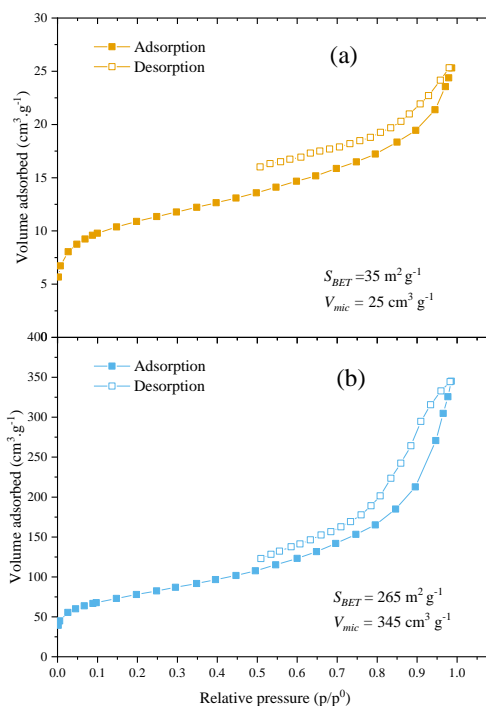 30
25
20
15
10
5
400
Volume adsorbed (cm³.g⁻¹)
Adsorption
Desorption
(a)
S_BET =35 m² g⁻¹
V_mic = 25 cm³ g⁻¹
350
300
250
200
150
100
50
0
Volume adsorbed (cm³.g⁻¹)
Adsorption
Desorption
(b)
S_BET = 265 m² g⁻¹
V_mic = 345 cm³ g⁻¹
0.0 0.1 0.2 0.3 0.4 0.5 0.6 0.7 0.8 0.9 1.0
Relative pressure (p/p⁰)